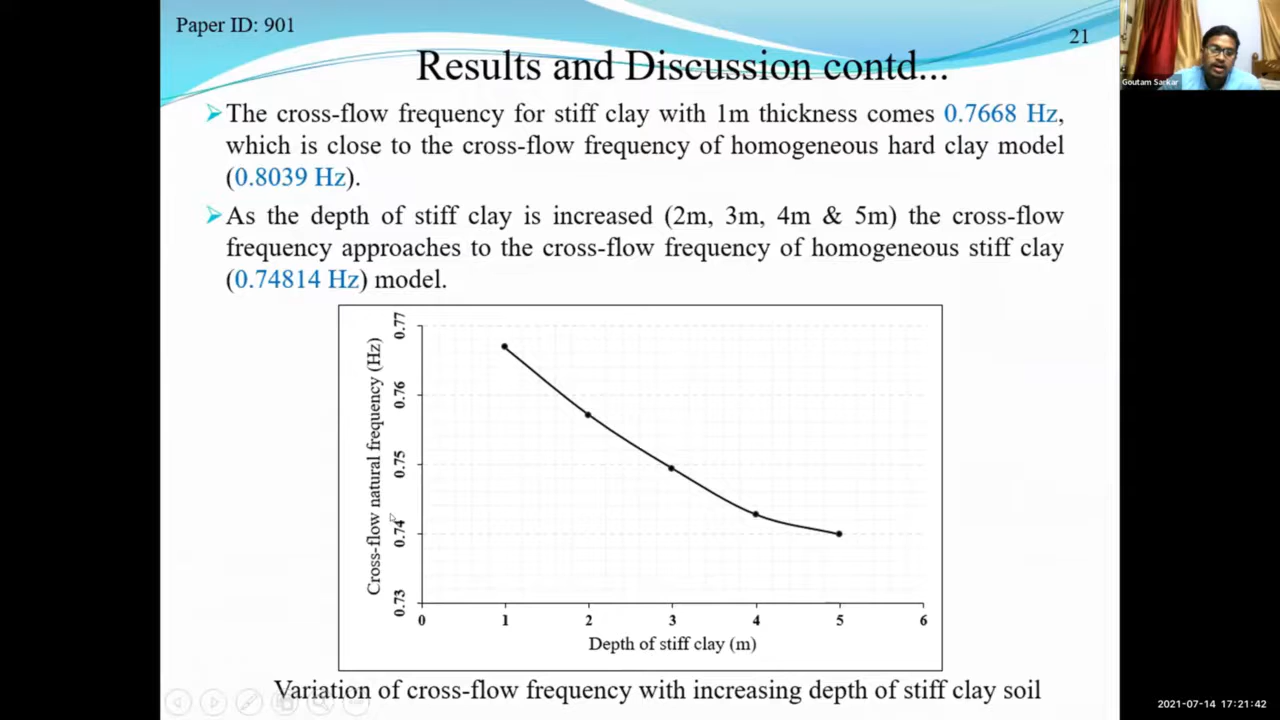 Paper ID: 901
21
Goutam Sarkar
Results and Discussion contd...
The cross-flow frequency for stiff clay with 1m thickness comes 0.7668 Hz,
which is close to the cross-flow frequency of homogeneous hard clay model
(0.8039 Hz).
As the depth of stiff clay is increased (2m, 3m, 4m & 5m) the cross-flow
frequency approaches to the cross-flow frequency of homogeneous stiff clay
(0.74814 Hz) model.
Cross-flow natural frequency (Hz)
0.77
0.76
0.75
0.74
0.73
0 1 2 3 4 5 6
Depth of stiff clay (m)
Variation of cross-flow frequency with increasing depth of stiff clay soil
2021-07-14 17:21:42